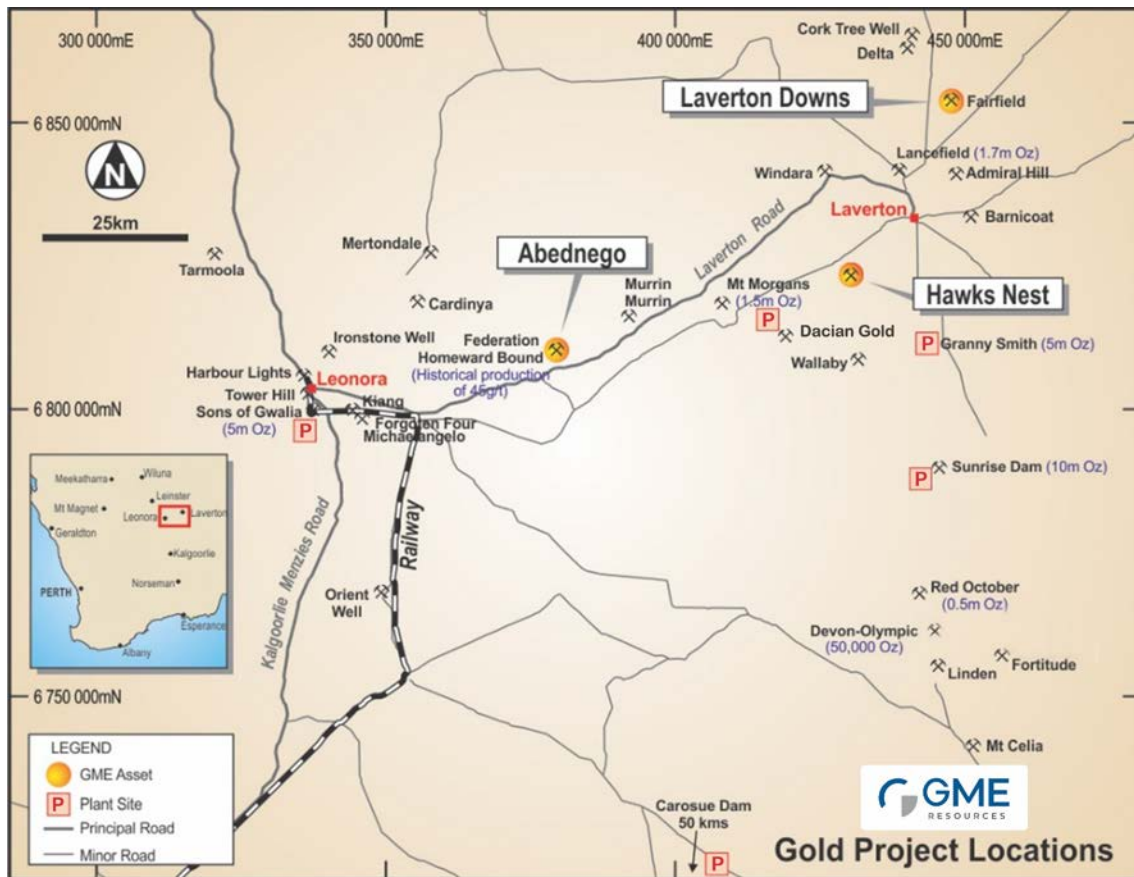 300 000mE
350 000mE
400 000mE
450 000mE
Cork Tree Well
Delta
Laverton Downs
Fairfield
6 850 000mN
N
25km
Lancefield (1.7m Oz)
Windara
Admiral Hill
Laverton
Barnicoat
Laverton Road
Mertondale
Tarmoola
Abednego
Hawks Nest
Cardinya
Murrin
Murrin
Mt Morgans
(1.5m Oz)
P
Dacian Gold
Wallaby
P
Granny Smith (5m Oz)
Ironstone Well
Federation
Homeward Bound
(Historical production
of 45g/t)
Harbour Lights
Leonora
Tower Hill
Kiang
Sons of Gwalia
(5m Oz)
P
Forgoten Four
Michaelangelo
6 800 000mN
P
Sunrise Dam (10m Oz)
Meekatharra
Wiluna
Leinster
Mt Magnet
Leonora
Laverton
Geraldton
Kalgoorlie
PERTH
Norseman
Esperance
Albany
Kalgoorlie Menzies Road
Railway
Orient
Well
Red October
(0.5m Oz)
Devon-Olympic
(50,000 Oz)
Linden
Fortitude
6 750 000mN
Mt Celia
LEGEND
GME Asset
P Plant Site
Principal Road
Minor Road
Carosue Dam
50 kms
P
GME
RESOURCES
Gold Project Locations